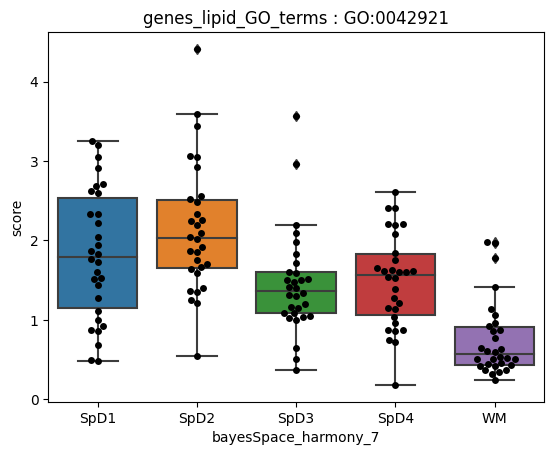 genes_lipid_GO_terms : GO:0042921
score
4
3
2
1
0
SpD1 SpD2 SpD3 SpD4 WM
bayesSpace_harmony_7